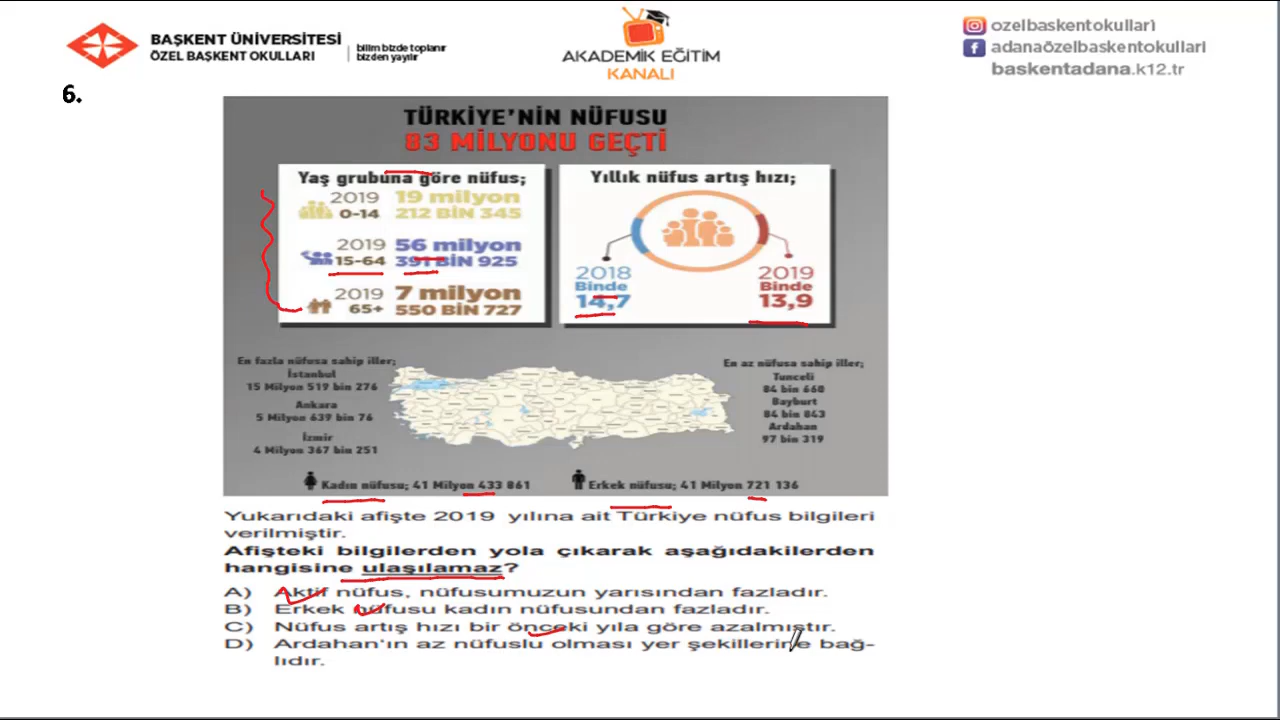 BAŞKENT ÜNİVERSİTESİ
ÖZEL BAŞKENT OKULLARI
bilim bizde toplanır
bizden yayılır
AKADEMİK EĞİTİM
KANALI
ozelbaskentokullari
adanaözelbaskentokullari
baskentadana.k12.tr
6.
TÜRKİYE'NİN NÜFUSU
83 MİLYONU GEÇTİ
Yaş grubuna göre nüfus;
2019 19 milyon
0-14 212 BİN 345
2019 56 milyon
15-64 391 BİN 925
2019 7 milyon
65+ 550 BİN 727
Yıllık nüfus artış hızı;
2018
Binde
14,7
2019
Binde
13,9
En fazla nüfusa sahip iller;
İstanbul
15 Milyon 519 bin 276
Ankara
5 Milyon 639 bin 76
İzmir
4 Milyon 367 bin 251
En az nüfusa sahip iller;
Tunceli
84 bin 660
Bayburt
84 bin 843
Ardahan
97 bin 319
Kadın nüfusu; 41 Milyon 433 861
Erkek nüfusu; 41 Milyon 721 136
Yukarıdaki afişte 2019 yılına ait Türkiye nüfus bilgileri
verilmiştir.
Afişteki bilgilerden yola çıkarak aşağıdakilerden
hangisine ulaşılamaz?
A) Aktif nüfus, nüfusumuzun yarısından fazladır.
B) Erkek nüfusu kadın nüfusundan fazladır.
C) Nüfus artış hızı bir önceki yıla göre azalmıştır.
D) Ardahan'ın az nüfuslu olması yer şekillerine bağ-
lıdır.